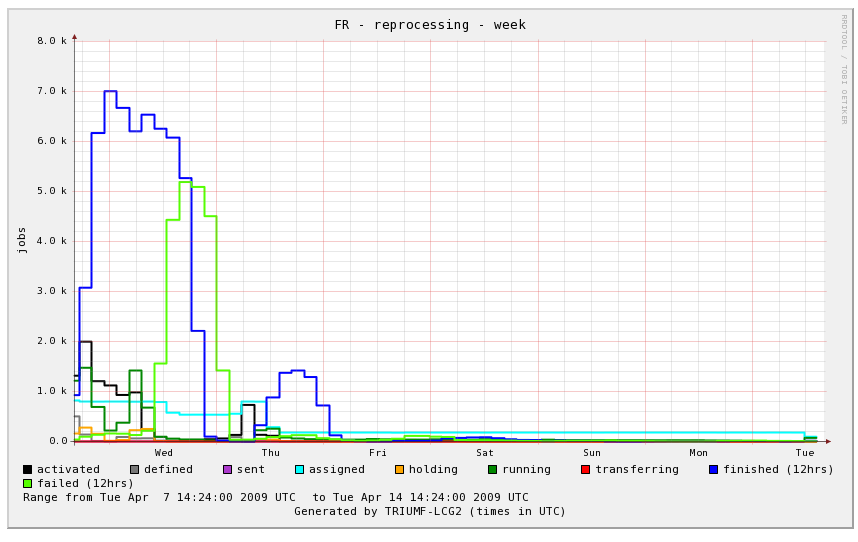 FR - reprocessing - week
RRDTOOL / TOBI OETIKER
jobs
8.0 k
7.0 k
6.0 k
5.0 k
4.0 k
3.0 k
2.0 k
1.0 k
0.0
Wed Thu Fri Sat Sun Mon Tue
activated defined sent assigned holding running transferring finished (12hrs)
failed (12hrs)
Range from Tue Apr  7 14:24:00 2009 UTC  to Tue Apr 14 14:24:00 2009 UTC
Generated by TRIUMF-LCG2 (times in UTC)